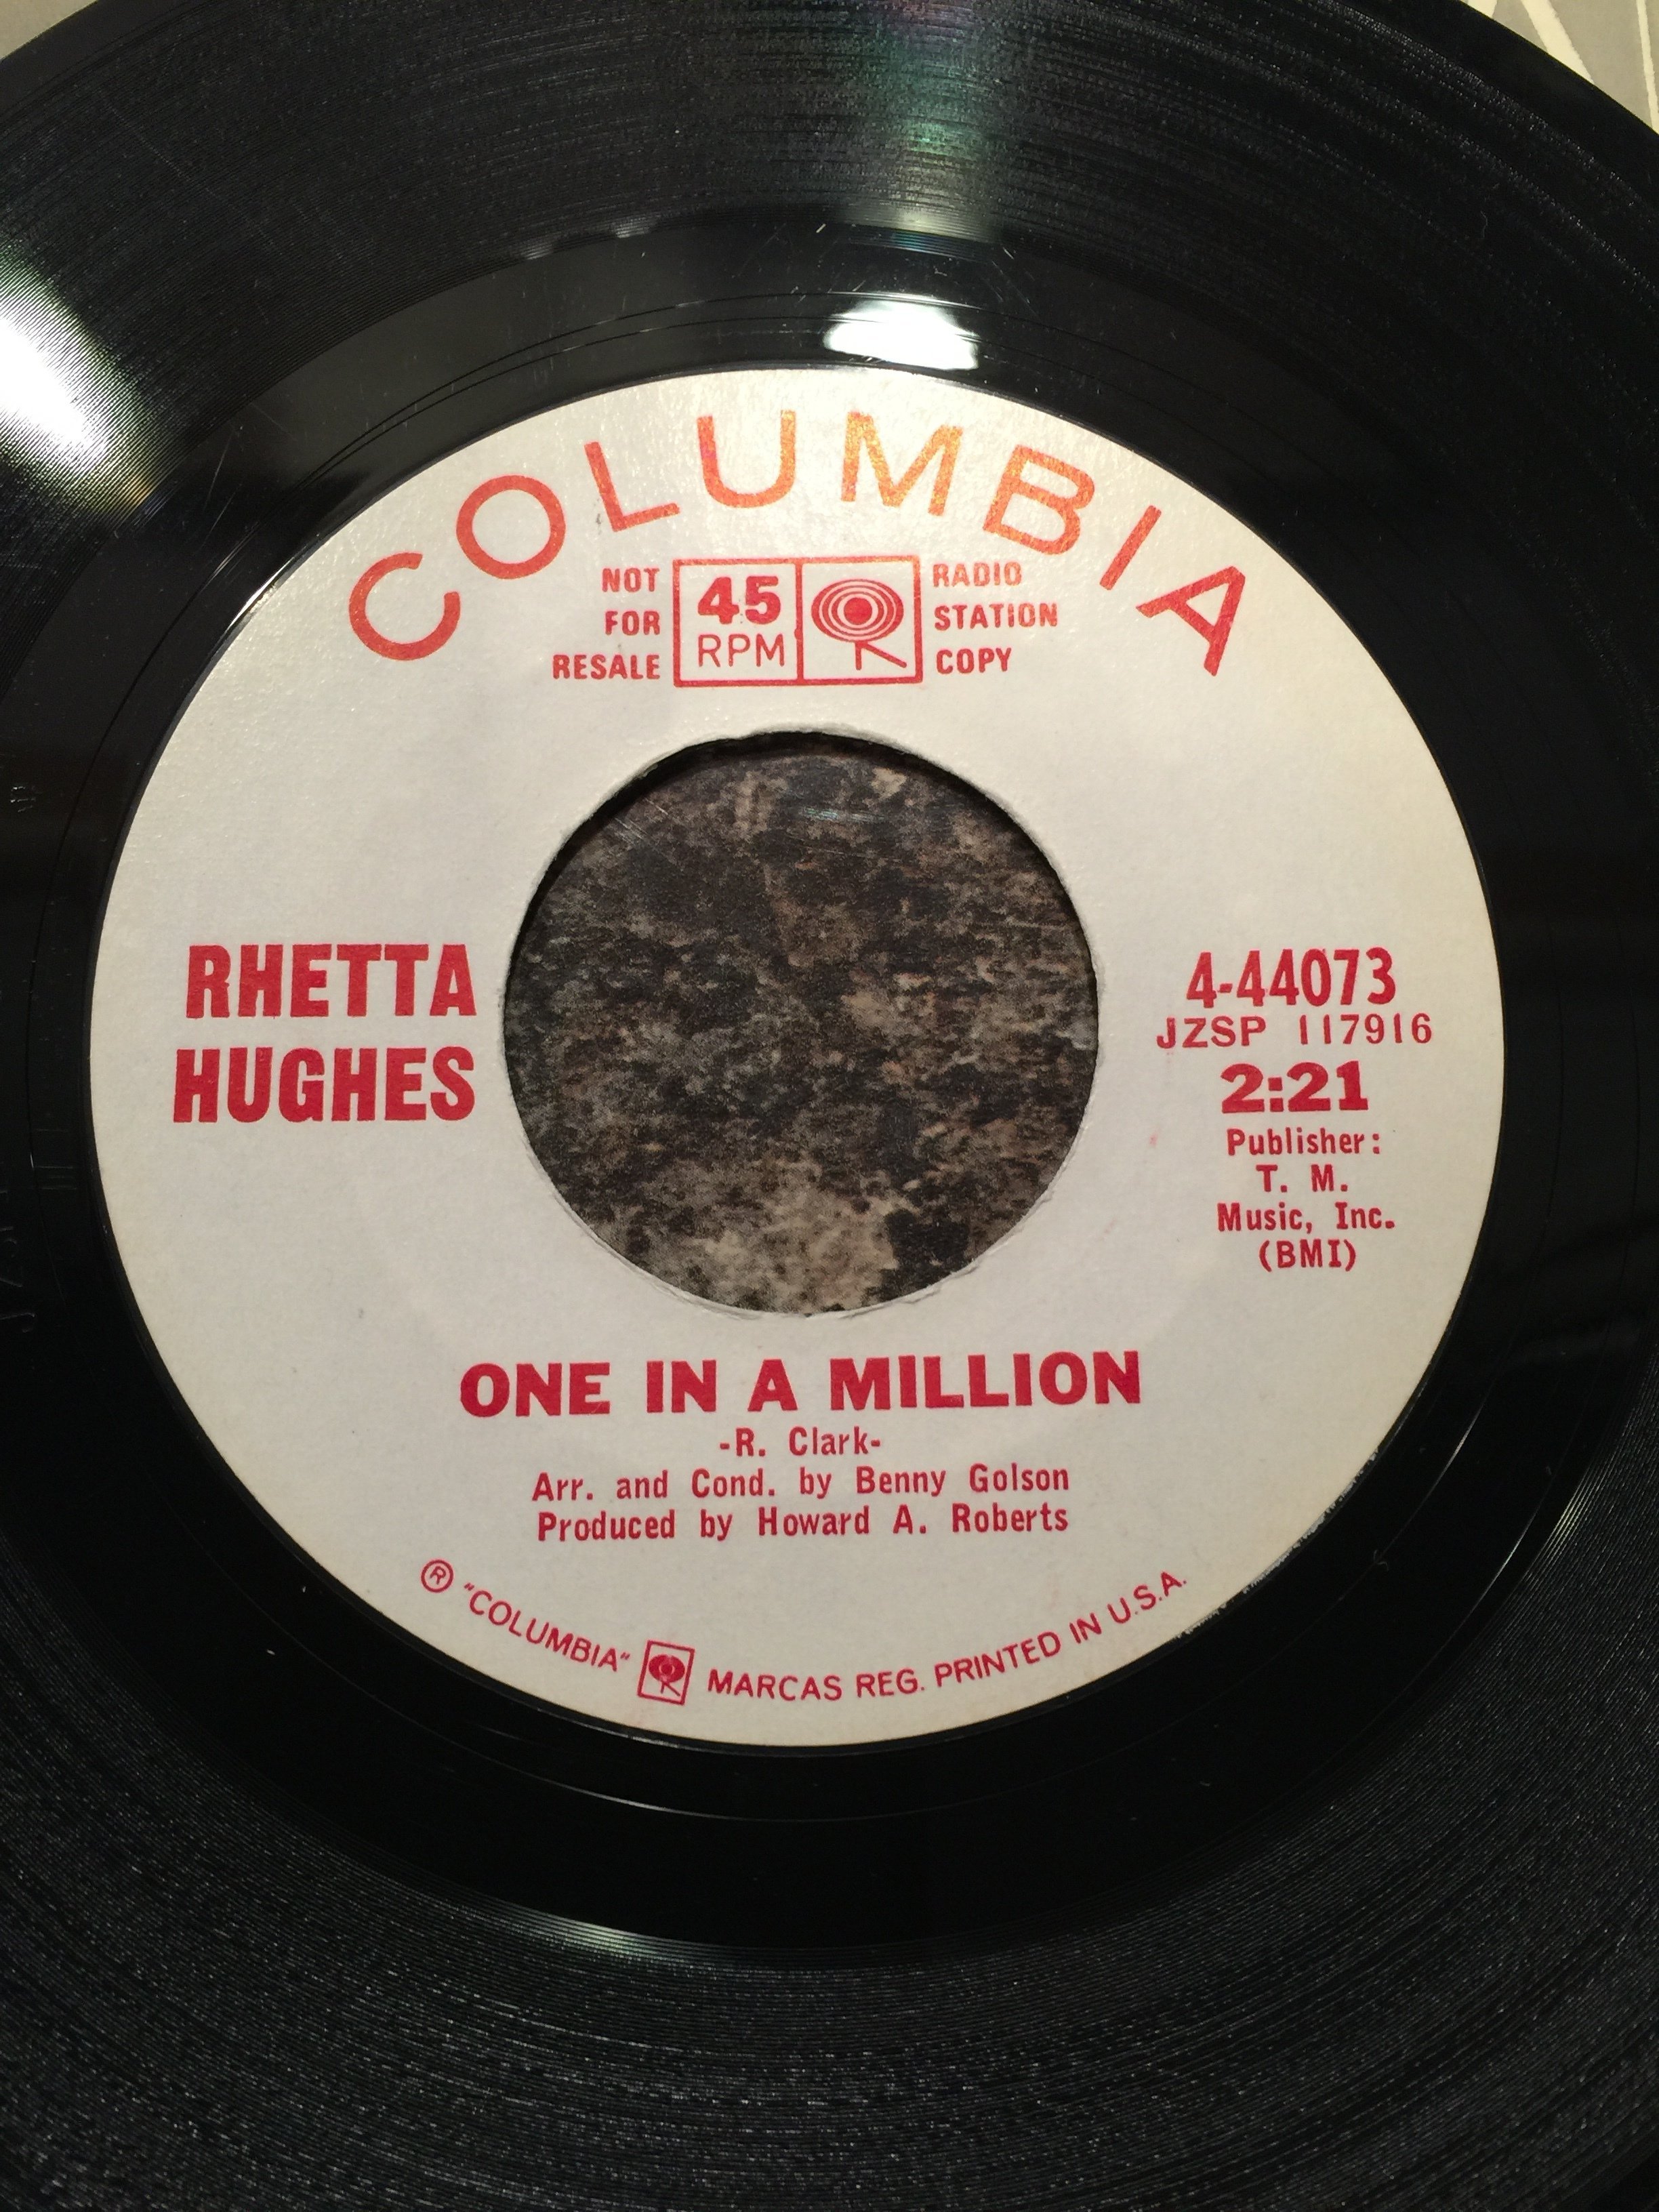 COLUMBIA
NOT
FOR
RESALE
45
RPM
RADIO
STATION
COPY
RHETTA
HUGHES
4-44073
JZSP 117916
2:21
Publisher:
T. M.
Music, Inc.
(BMI)
ONE IN A MILLION
-R. Clark-
Arr. and Cond. by Benny Golson
Produced by Howard A. Roberts
® "COLUMBIA" MARCAS REG. PRINTED IN U.S.A.